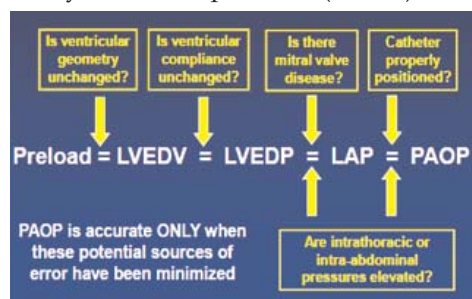 Is ventricular
geometry
unchanged?
Is ventricular
compliance
unchanged?
Is there
mitral valve
disease?
Catheter
properly
positioned?
Preload = LVEDV = LVEDP = LAP = PAOP
PAOP is accurate ONLY when
these potential sources of
error have been minimized
Are intrathoracic or
intra-abdominal
pressures elevated?